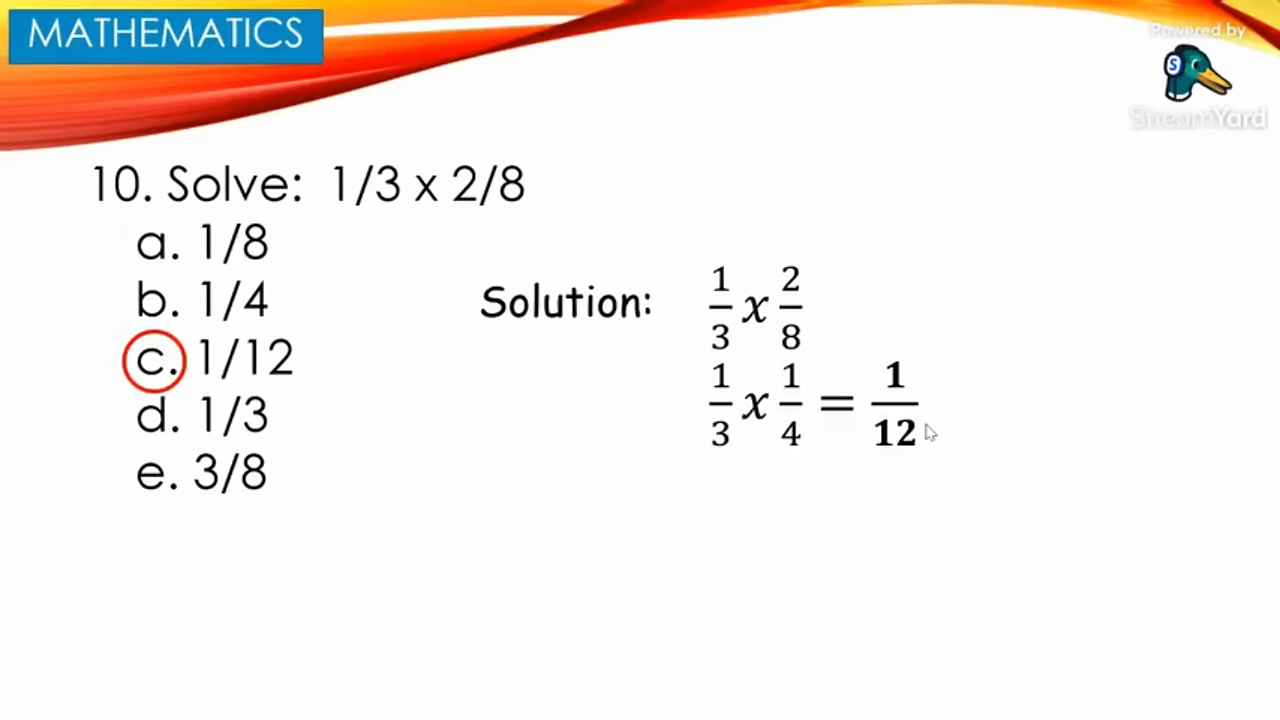 MATHEMATICS
Powered by
StreamYard
10. Solve: 1/3 x 2/8
a. 1/8
b. 1/4
c. 1/12
d. 1/3
e. 3/8
Solution: 1/3 x 2/8
1/3 x 1/4 = 1/12